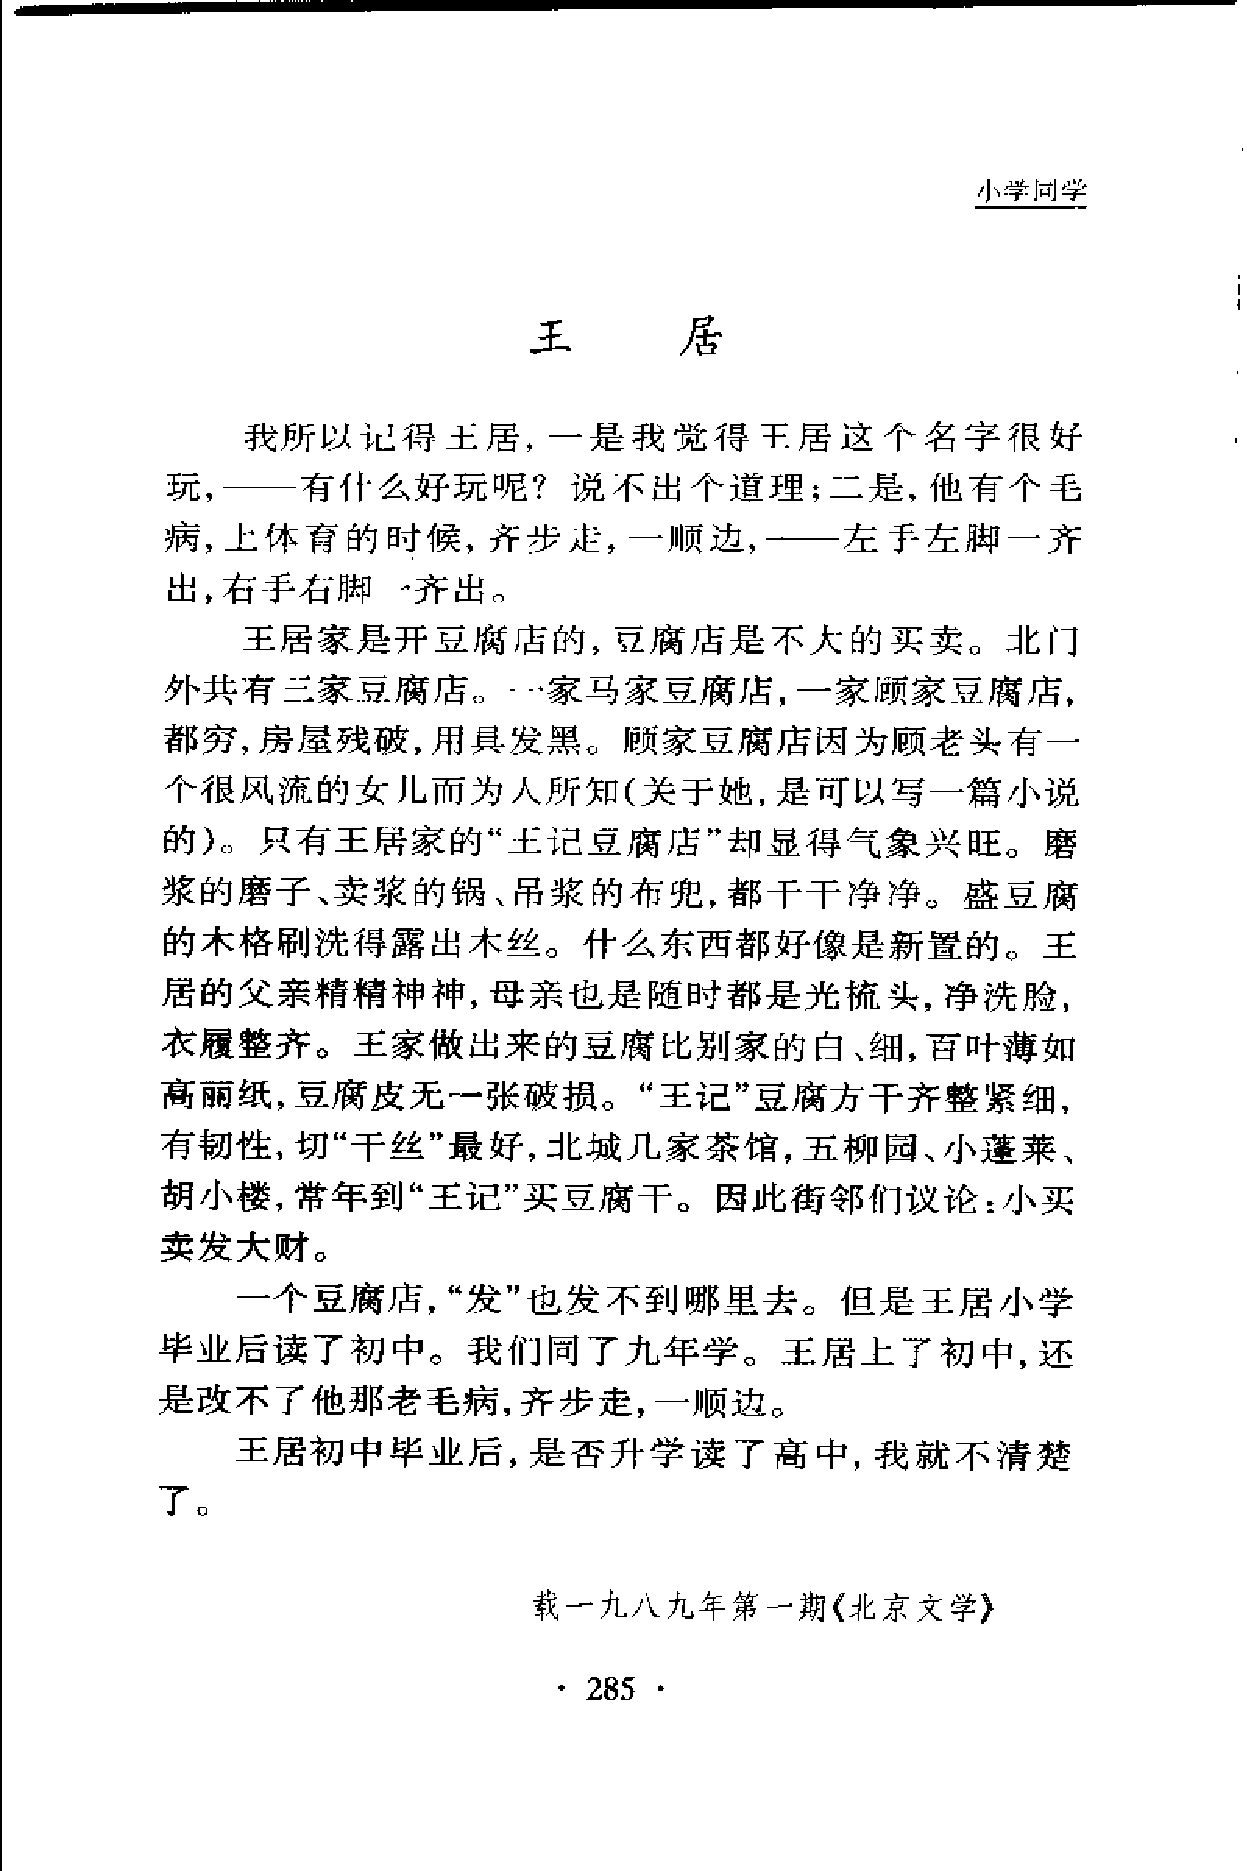 小学同学
王 居
我所以记得王居,一是我觉得王居这个名字很好
玩,——有什么好玩呢?说不出个道理;二是,他有个毛
病,上体育的时候,齐步走,一顺边,——左手左脚一齐
出,右手右脚一齐出。
王居家是开豆腐店的,豆腐店是不大的买卖。北门
外共有三家豆腐店。一家马家豆腐店,一家顾家豆腐店,
都穷,房屋残破,用具发黑。顾家豆腐店因为顾老头有一
个很风流的女儿而为人所知(关于她,是可以写一篇小说
的)。只有王居家的“王记豆腐店”却显得气象兴旺。磨
浆的磨子、卖浆的锅、吊浆的布兜,都干干净净。盛豆腐
的木格刷洗得露出木丝。什么东西都好像是新置的。王
居的父亲精精神神,母亲也是随时都是光梳头,净洗脸,
衣履整齐。王家做出来的豆腐比别家的白、细,百叶薄如
高丽纸,豆腐皮无一张破损。“王记”豆腐方干齐整紧细,
有韧性,切“干丝”最好,北城几家茶馆,五柳园、小蓬莱、
胡小楼,常年到“王记”买豆腐干。因此街邻们议论:小买
卖发大财。
一个豆腐店,“发”也发不到哪里去。但是王居小学
毕业后读了初中。我们同了九年学。王居上了初中,还
是改不了他那老毛病,齐步走,一顺边。
王居初中毕业后,是否升学读了高中,我就不清楚
了。
载一九八九年第一期《北京文学》
· 285 ·